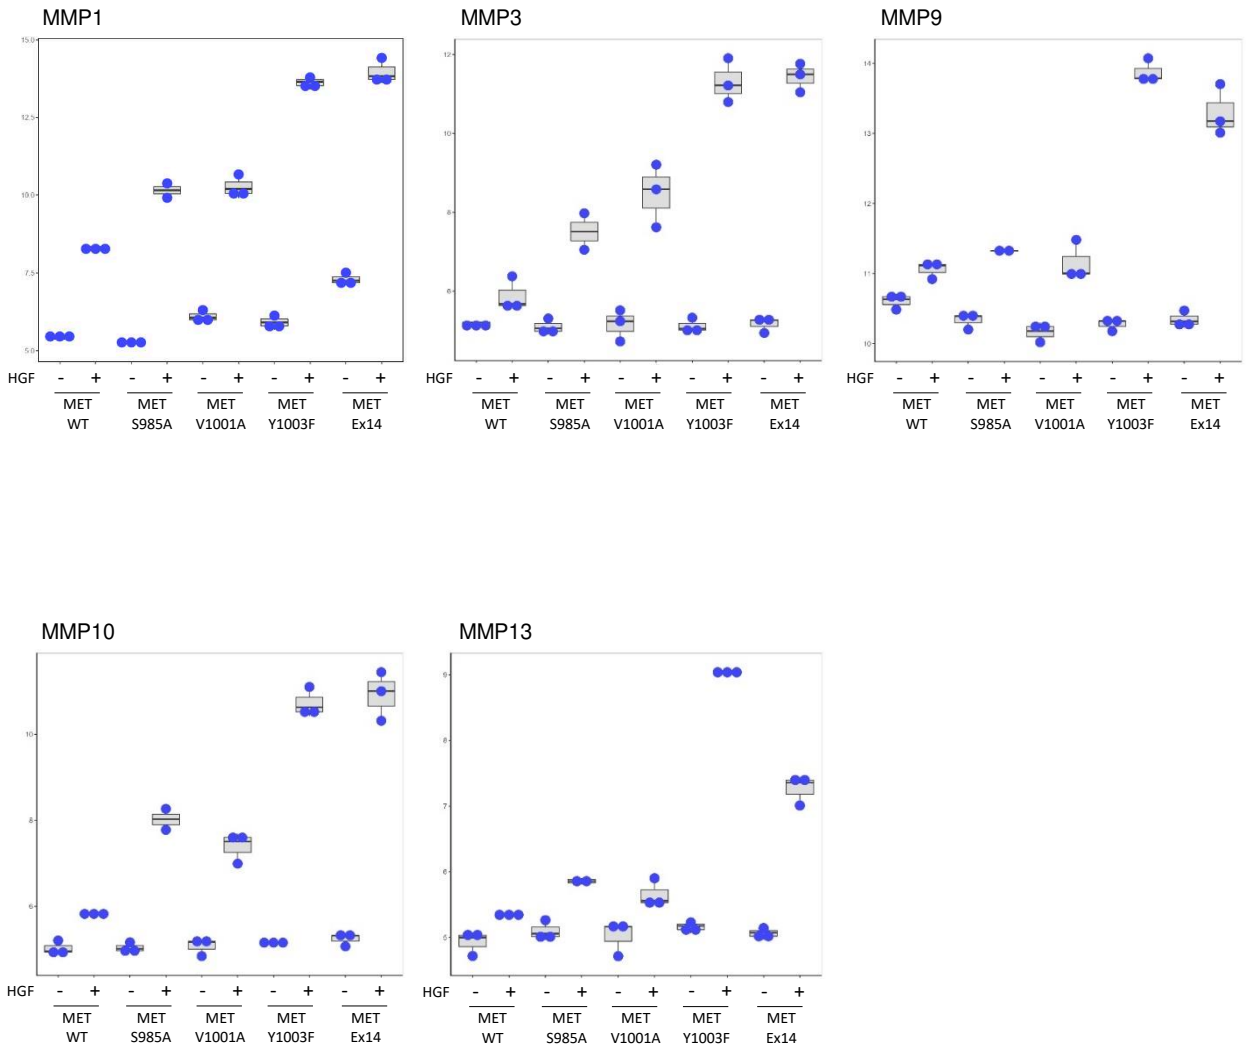 MMP1 MMP3 MMP9
15.0
12.5
10.0
7.5
5.0
12
10
8
6
14
13
12
11
10
HGF - + - + - + - + - +
- + - + - + - + - +
HGF - + - + - + - + - +
MET MET MET MET MET
WT S985A V1001A Y1003F Ex14
MET MET MET MET MET
WT S985A V1001A Y1003F Ex14
MET MET MET MET MET
WT S985A V1001A Y1003F Ex14
MMP10 MMP13
10
8
6
9
8
7
6
5
HGF - + - + - + - + - +
HGF - + - + - + - + - +
MET MET MET MET MET
WT S985A V1001A Y1003F Ex14
MET MET MET MET MET
WT S985A V1001A Y1003F Ex14